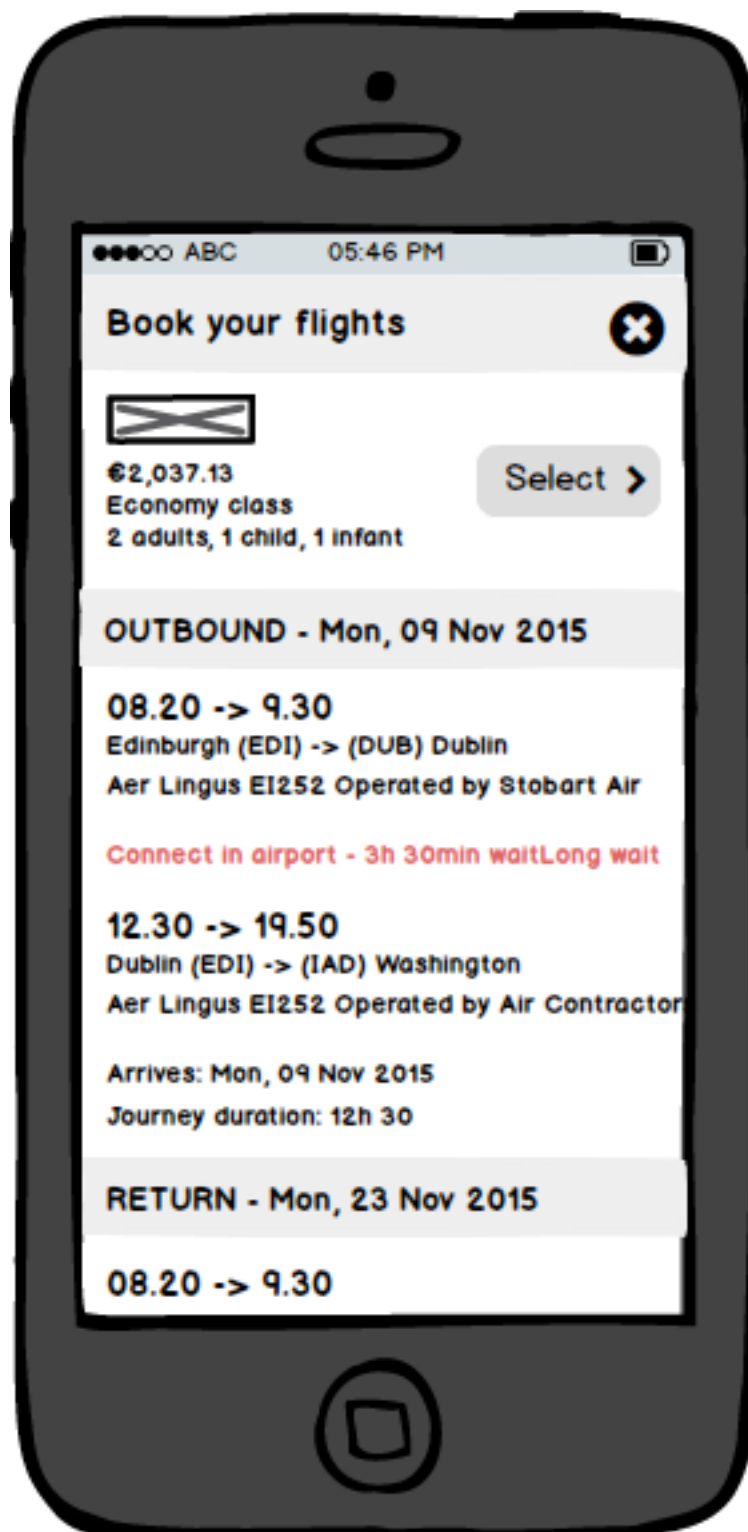 ABC 05:46 PM
Book your flights
€2,037.13
Select
Economy class
2 adults, 1 child, 1 infant
OUTBOUND - Mon, 09 Nov 2015
08.20 -> 9.30
Edinburgh (EDI) -> (DUB) Dublin
Aer Lingus EI252 Operated by Stobart Air
Connect in airport - 3h 30min waitLong wait
12.30 -> 19.50
Dublin (EDI) -> (IAD) Washington
Aer Lingus EI252 Operated by Air Contractor
Arrives: Mon, 09 Nov 2015
Journey duration: 12h 30
RETURN - Mon, 23 Nov 2015
08.20 -> 9.30